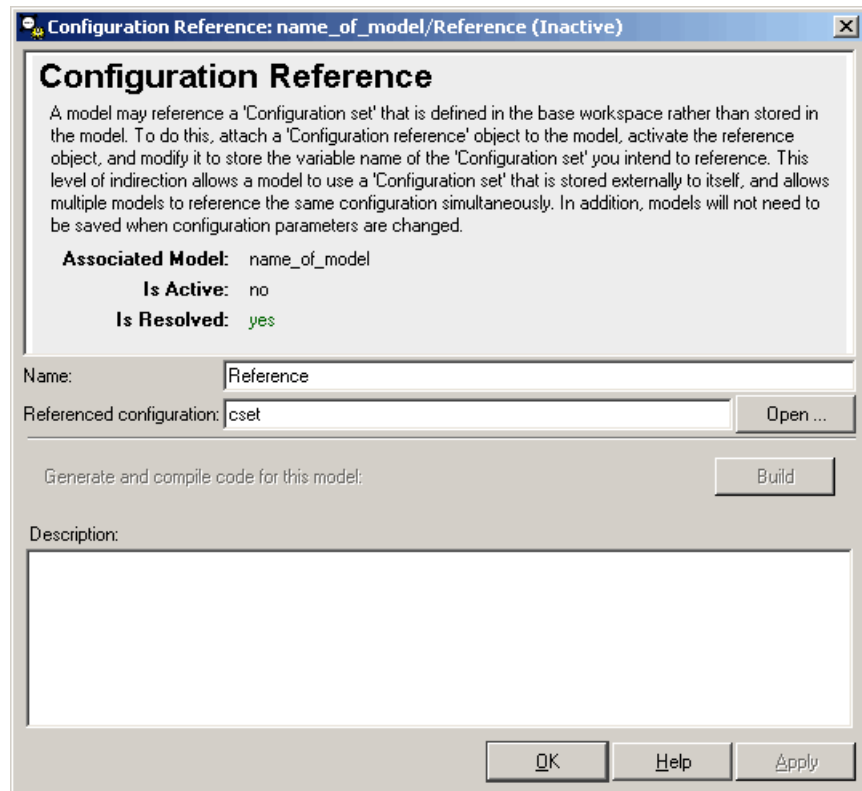 Configuration Reference: name_of_model/Reference (Inactive)
Configuration Reference
A model may reference a 'Configuration set' that is defined in the base workspace rather than stored in
the model. To do this, attach a 'Configuration reference' object to the model, activate the reference
object, and modify it to store the variable name of the 'Configuration set' you intend to reference. This
level of indirection allows a model to use a 'Configuration set' that is stored externally to itself, and allows
multiple models to reference the same configuration simultaneously. In addition, models will not need to
be saved when configuration parameters are changed.
Associated Model: name_of_model
Is Active: no
Is Resolved: yes
Name: Reference
Referenced configuration: cset Open ...
Generate and compile code for this model: Build
Description:
OK Help Apply